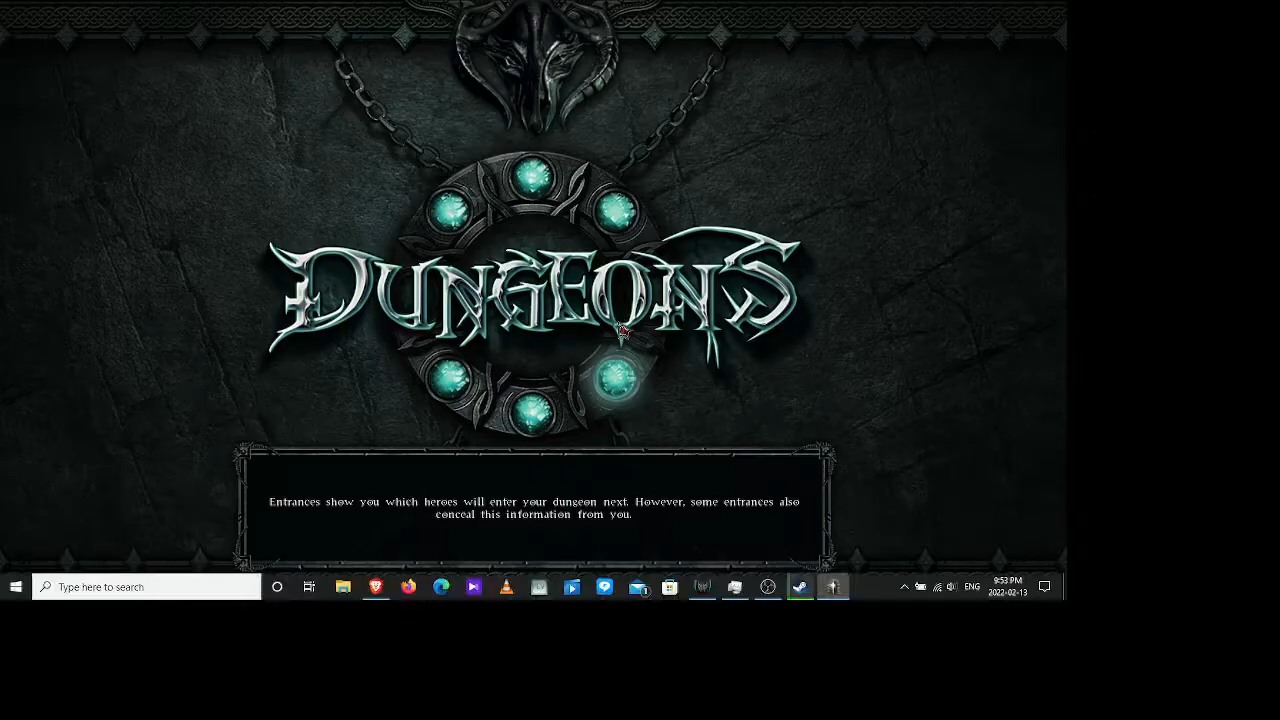 DUNGEONS
Entrances show you which heroes will enter your dungeon next. However, some entrances also
conceal this information from you.
Type here to search
ENG
9:53 PM
2022-02-13